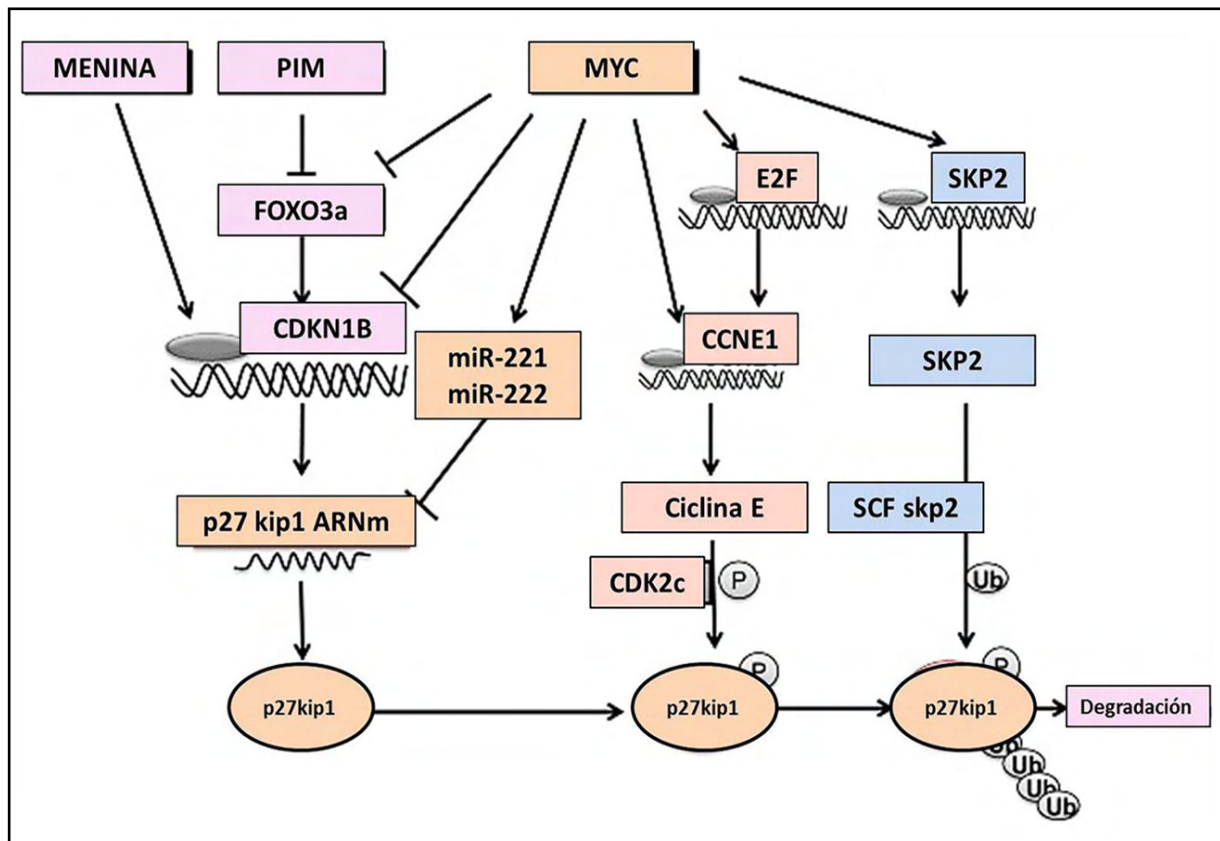 MENINA
PIM
MYC
E2F
SKP2
FOXO3a
CDKN1B
miR-221
miR-222
CCNE1
SKP2
p27 kip1 ARNm
Ciclina E
SCF skp2
CDK2c
P
Ub
p27kip1
P
p27kip1
P
p27kip1
Degradación
Ub
Ub
Ub
Ub